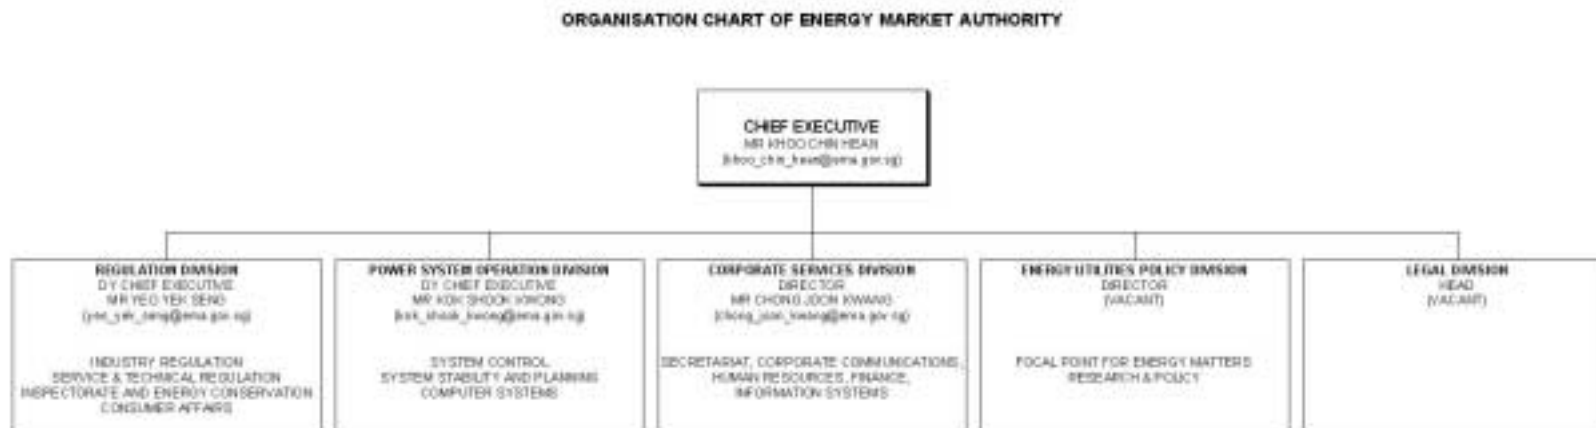 ORGANISATION CHART OF ENERGY MARKET AUTHORITY
CHIEF EXECUTIVE
MR KHOO CHIN HEAN
(khoo_chin_hean@ema.gov.sg)
REGULATION DIVISION
DY CHIEF EXECUTIVE
MR YEO YEK SENG
(yeo_yek_seng@ema.gov.sg)
INDUSTRY REGULATION
SERVICE & TECHNICAL REGULATION
INSPECTORATE AND ENERGY CONSERVATION
CONSUMER AFFAIRS
POWER SYSTEM OPERATION DIVISION
DY CHIEF EXECUTIVE
MR KOK SHOOK KWONG
(kok_shook_kwong@ema.gov.sg)
SYSTEM CONTROL
SYSTEM STABILITY AND PLANNING
COMPUTER SYSTEMS
CORPORATE SERVICES DIVISION
DIRECTOR
MR CHONG JOON KWANG
(chong_joon_kwang@ema.gov.sg)
SECRETARIAT, CORPORATE COMMUNICATIONS,
HUMAN RESOURCES, FINANCE,
INFORMATION SYSTEMS
ENERGY UTILITIES POLICY DIVISION
DIRECTOR
(VACANT)
FOCAL POINT FOR ENERGY MATTERS
RESEARCH & POLICY
LEGAL DIVISION
HEAD
(VACANT)